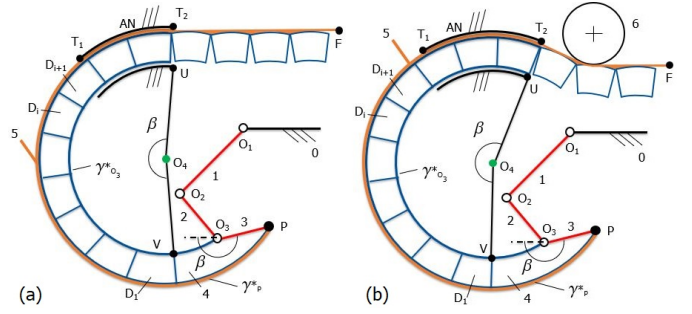 AN
T₂
T₁
F
Dᵢ₊₁
U
Dᵢ
5
β
O₁
0
γ*ₒ₃
O₄
1
O₂
2
O₃
3
P
V
β
D₁
4
γ*ₚ
(a)
6
AN
T₂
5
T₁
F
Dᵢ₊₁
U
Dᵢ
β
O₁
0
γ*ₒ₃
O₄
1
O₂
2
O₃
3
P
V
β
D₁
4
γ*ₚ
(b)